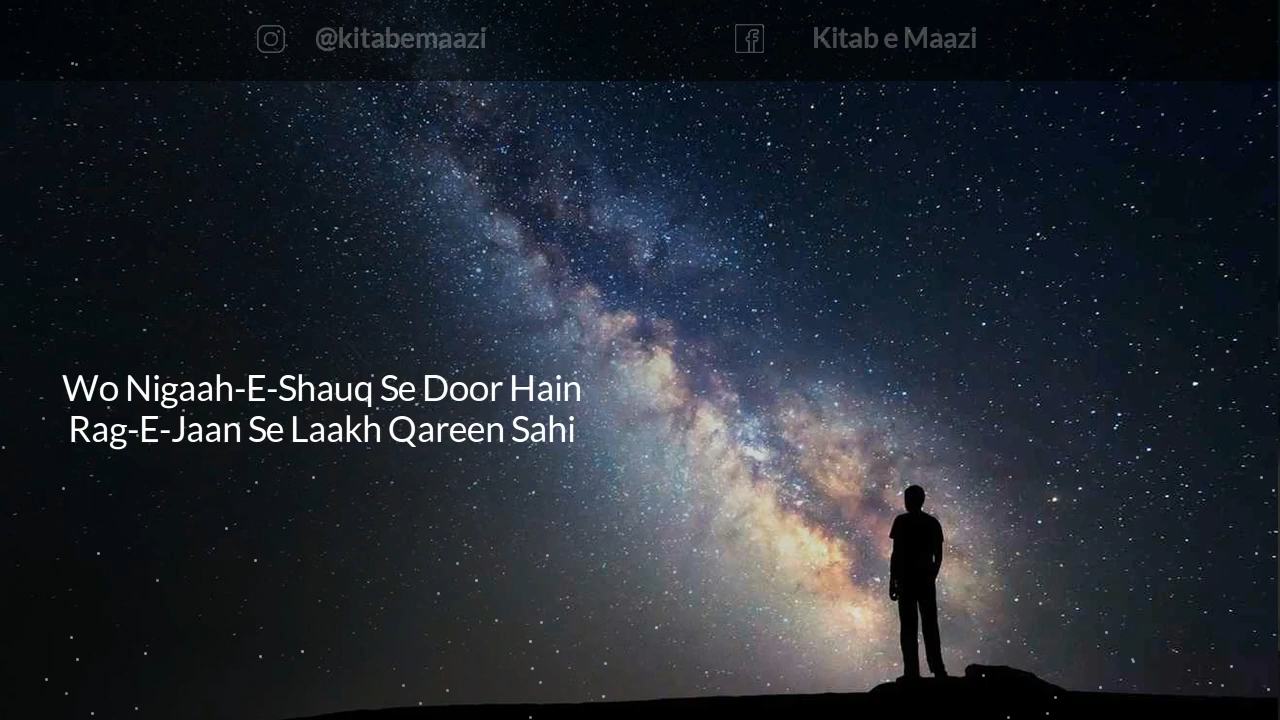 @kitabemaazi Kitab e Maazi
Wo Nigaah-E-Shauq Se Door Hain
Rag-E-Jaan Se Laakh Qareen Sahi